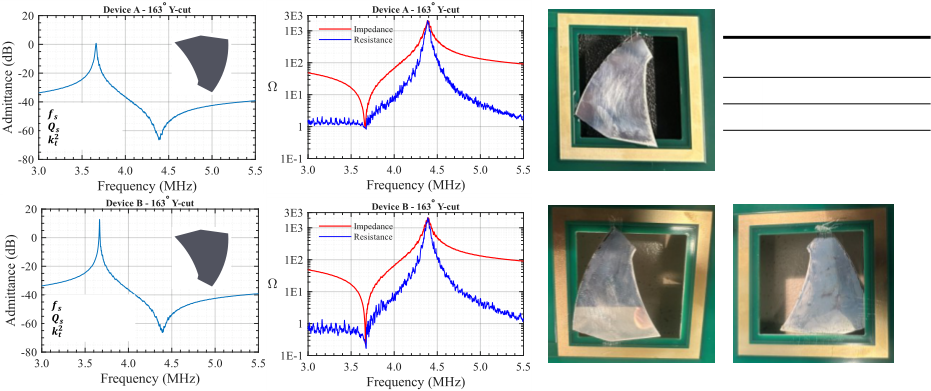 Device A - 163° Y-cut
Admittance (dB)
20
0
-20
-40
-60
-80
f_s
Q_s
k_t^2
3.0 3.5 4.0 4.5 5.0 5.5
Frequency (MHz)
Device A - 163° Y-cut
Ω
1E3
3E3
1E2
1E1
1E0
1E-1
Impedance
Resistance
3.0 3.5 4.0 4.5 5.0 5.5
Frequency (MHz)
Device B - 163° Y-cut
Admittance (dB)
20
0
-20
-40
-60
-80
f_s
Q_s
k_t^2
3.0 3.5 4.0 4.5 5.0 5.5
Frequency (MHz)
Device B - 163° Y-cut
Ω
3E3
1E3
1E2
1E1
1E0
1E-1
Impedance
Resistance
3.0 3.5 4.0 4.5 5.0 5.5
Frequency (MHz)